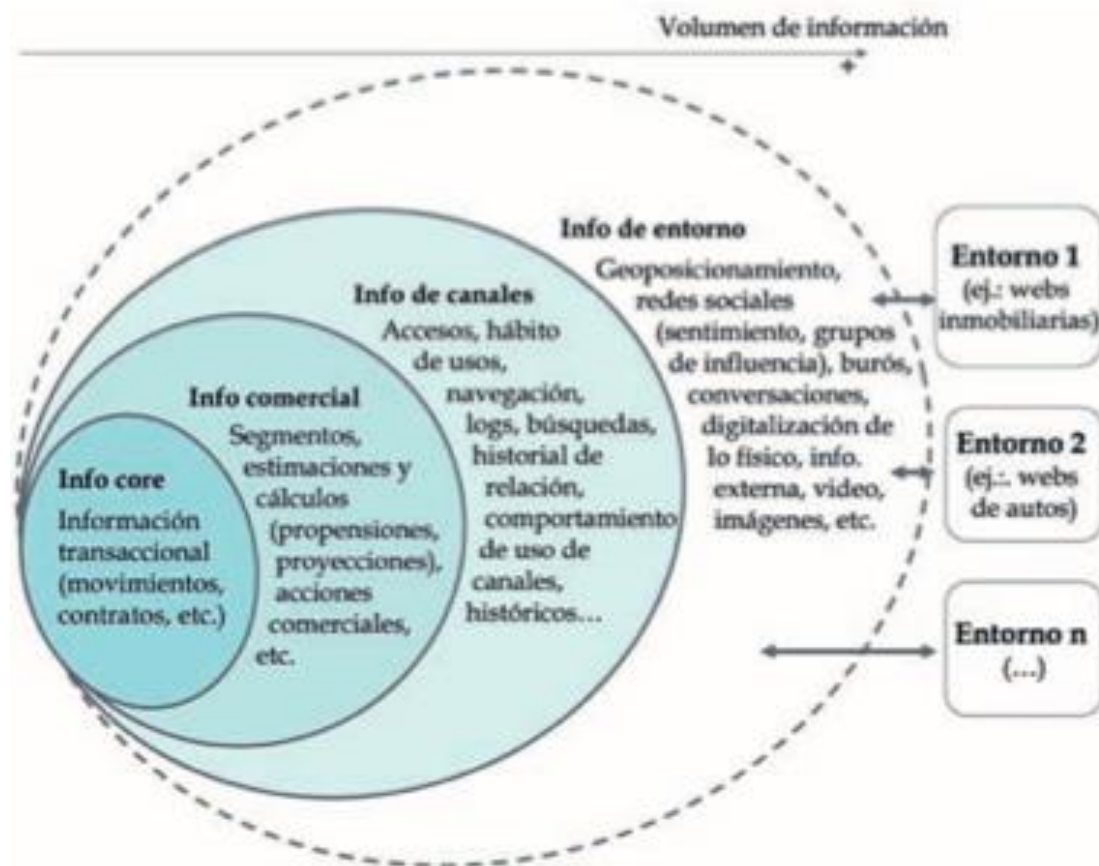 Volumen de información
+
Info de entorno
Geoposicionamiento,
redes sociales
(sentimiento, grupos
de influencia), burós,
conversaciones,
digitalización de
lo físico, info.
externa, video,
imágenes, etc.
Info de canales
Accesos, hábito
de usos,
navegación,
logs, búsquedas,
historial de
relación,
comportamiento
de uso de
canales,
históricos...
Info comercial
Segmentos,
estimaciones y
cálculos
(propensiones,
proyecciones),
acciones
comerciales,
etc.
Info core
Información
transaccional
(movimientos,
contratos, etc.)
Entorno 1
(ej.: webs
inmobiliarias)
Entorno 2
(ej.:. webs
de autos)
Entorno n
(...)